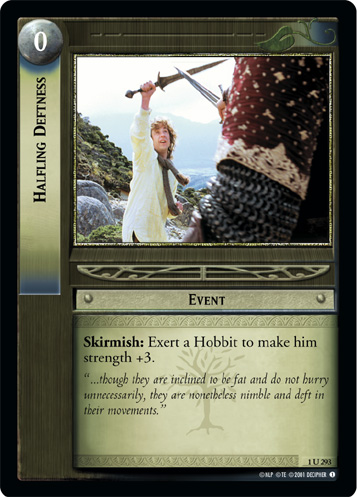 0
HALFLING DEFTNESS
EVENT
Skirmish: Exert a Hobbit to make him
strength +3.
“...though they are inclined to be fat and do not hurry
unnecessarily, they are nonetheless nimble and deft in
their movements.”
1 U 293
©NLP ™TE ©2001 DECIPHER 1